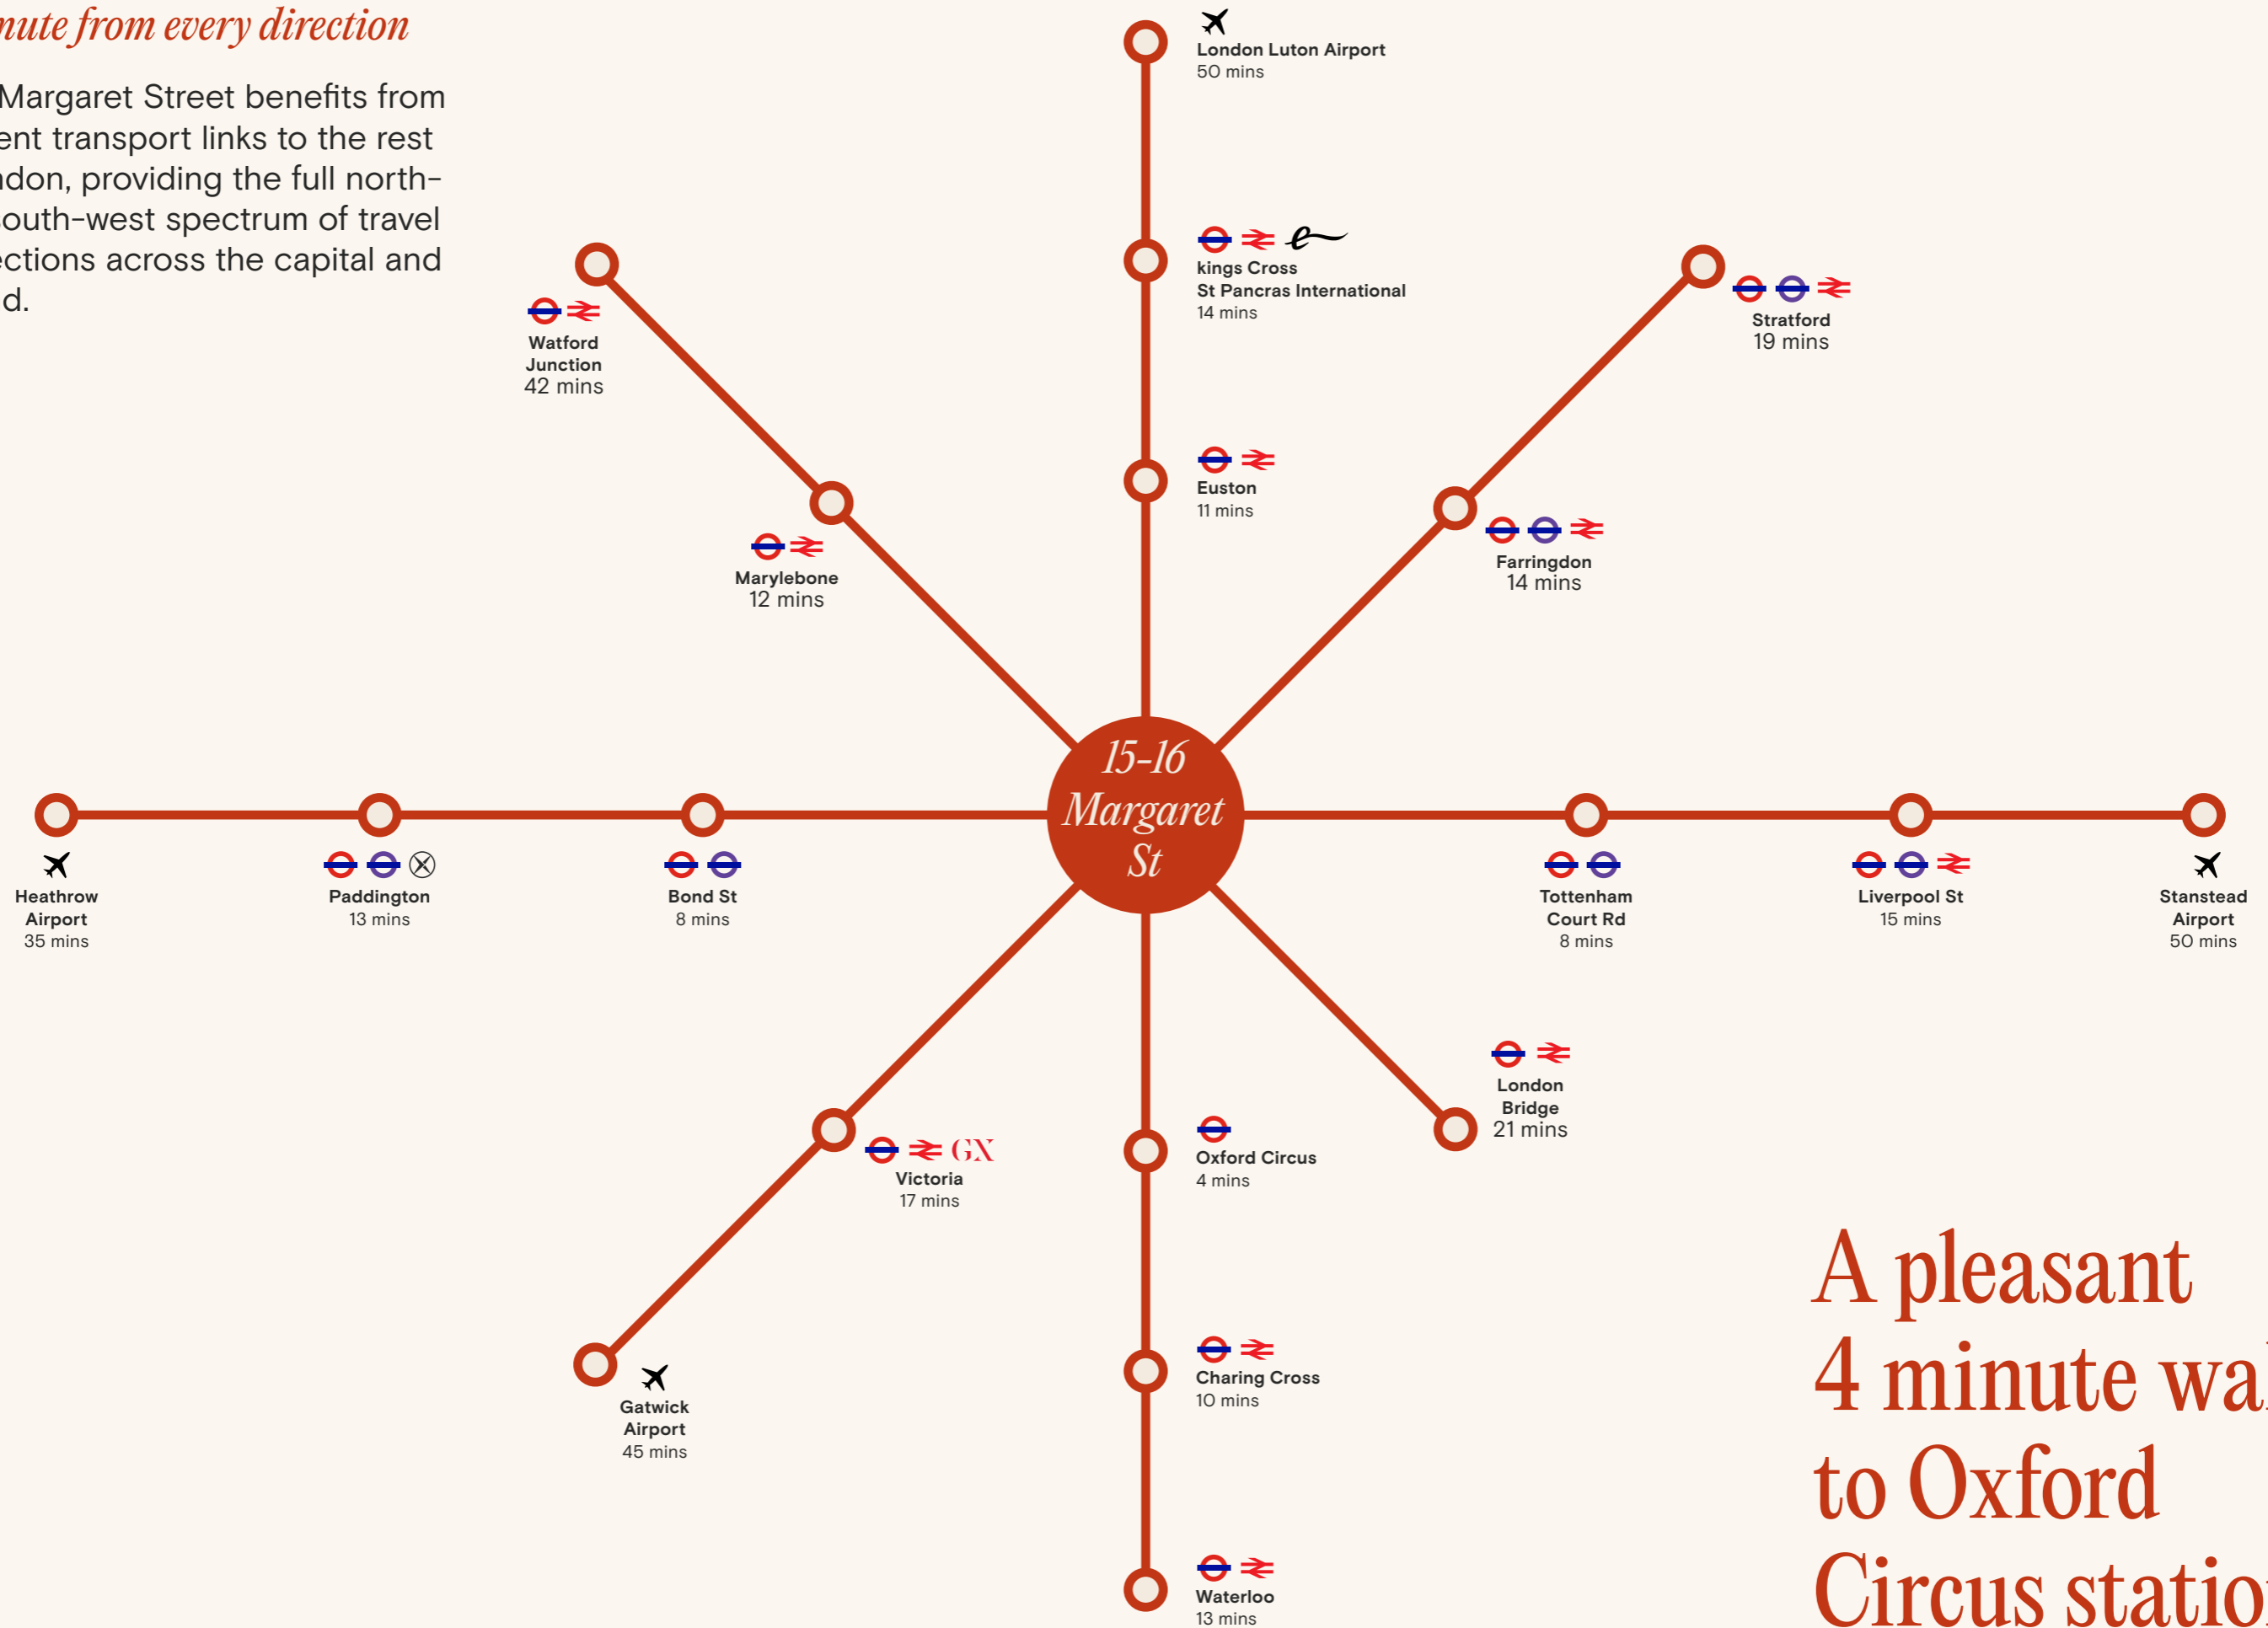 nute from every direction
Margaret Street benefits from
ent transport links to the rest
ndon, providing the full north-
south-west spectrum of travel
ections across the capital and
d.
London Luton Airport
50 mins
kings Cross
St Pancras International
14 mins
Euston
11 mins
Watford
Junction
42 mins
Marylebone
12 mins
Stratford
19 mins
Farringdon
14 mins
15-16
Margaret
St
Heathrow
Airport
35 mins
Paddington
13 mins
Bond St
8 mins
Tottenham
Court Rd
8 mins
Liverpool St
15 mins
Stanstead
Airport
50 mins
GX
Victoria
17 mins
Gatwick
Airport
45 mins
Oxford Circus
4 mins
Charing Cross
10 mins
Waterloo
13 mins
London
Bridge
21 mins
A pleasant
4 minute wa
to Oxford
Circus statio